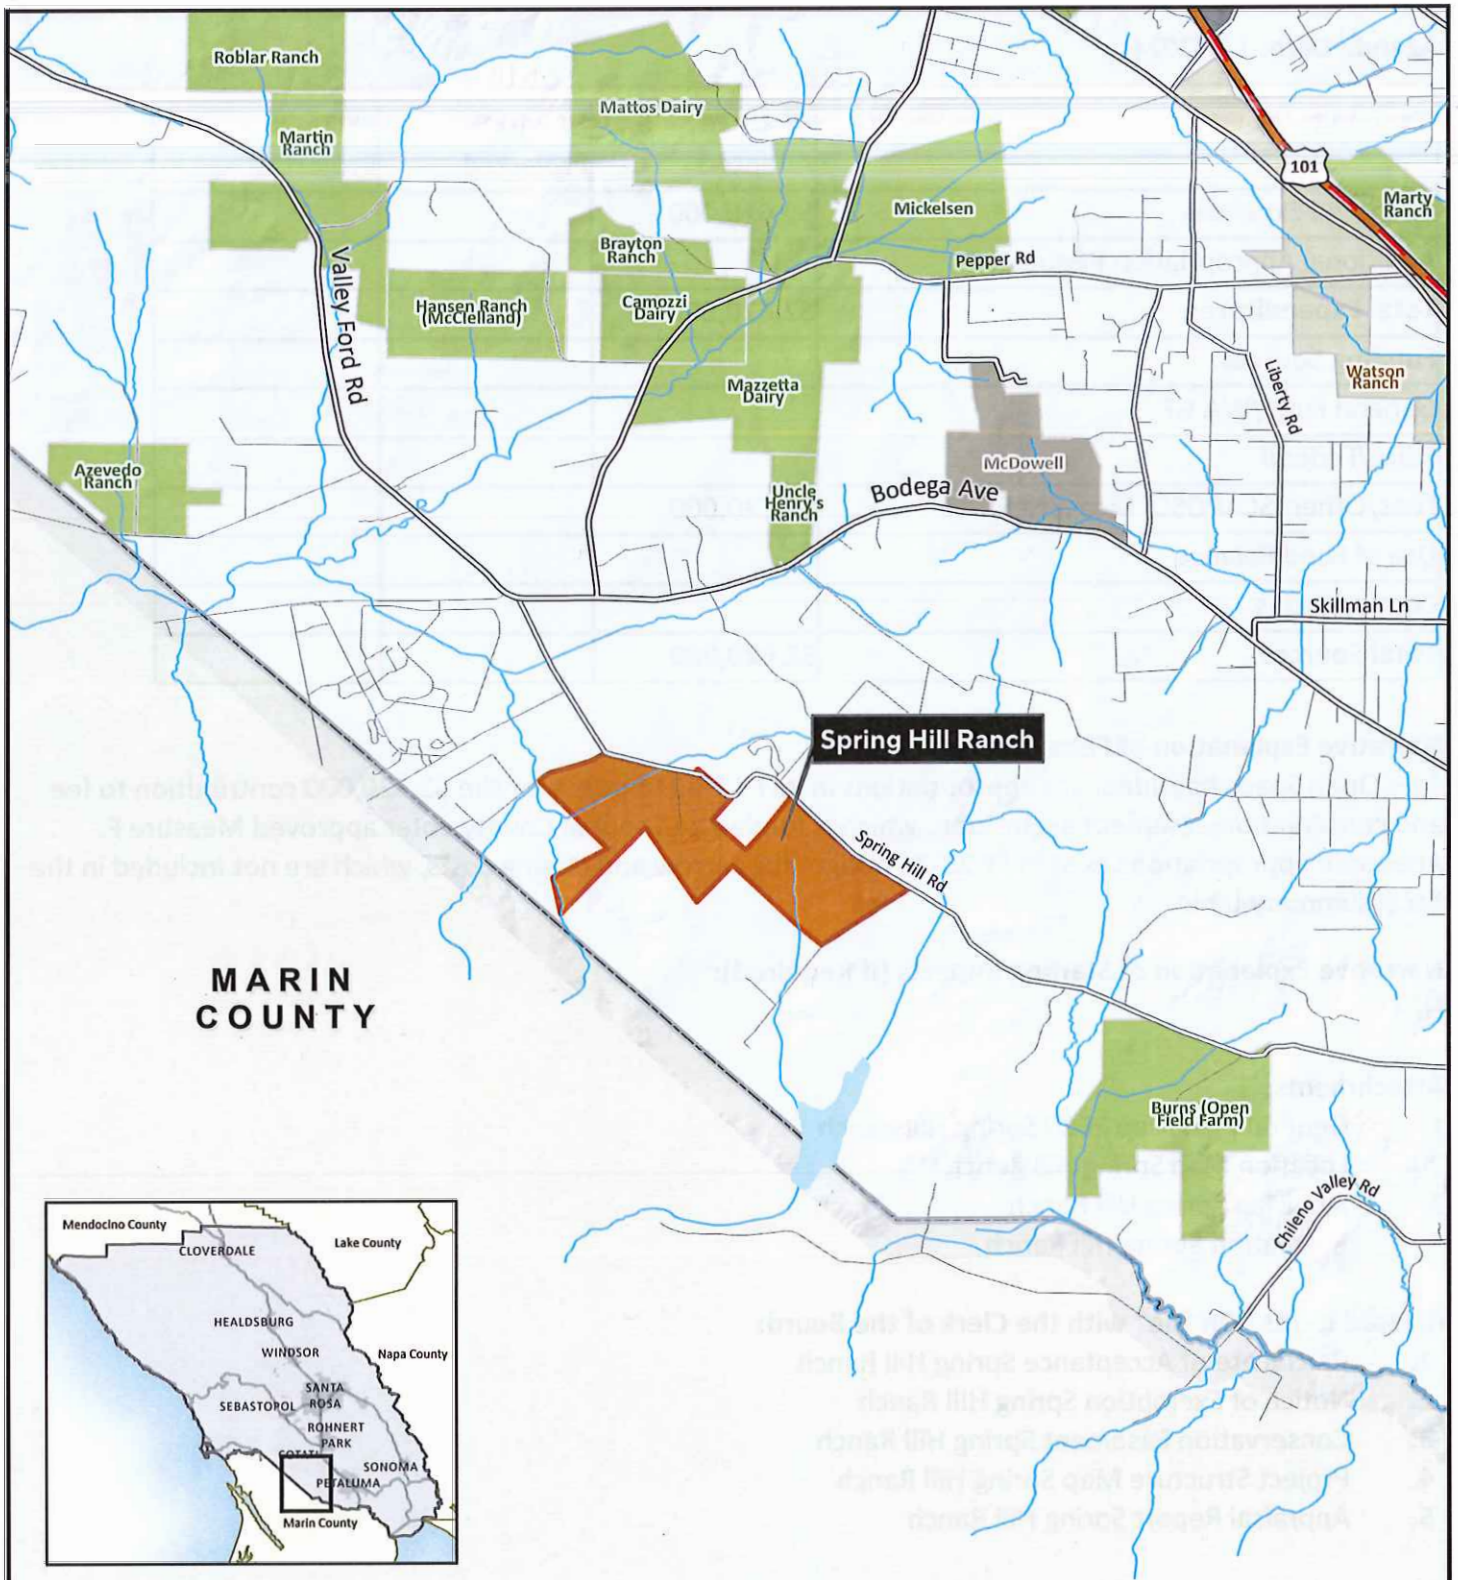 Roblar Ranch
Mattos Dairy
Martin
Ranch
101
Marty
Ranch
Mickelsen
Brayton
Ranch
Pepper Rd
Valley Ford Rd
Hansen Ranch
(McClelland)
Camozzi
Dairy
Mazzetta
Dairy
Liberty Rd
Watson
Ranch
Azevedo
Ranch
McDowell
Uncle
Henry's
Ranch
Bodega Ave
Skillman Ln
Spring Hill Ranch
Spring Hill Rd
MARIN
COUNTY
Burns (Open
Field Farm)
Chileno Valley Rd
Mendocino County
CLOVERDALE
Lake County
HEALDSBURG
WINDSOR
Napa County
SANTA
ROSA
SEBASTOPOL
ROHNERT
PARK
COTATI
SONOMA
PETALUMA
Marin County